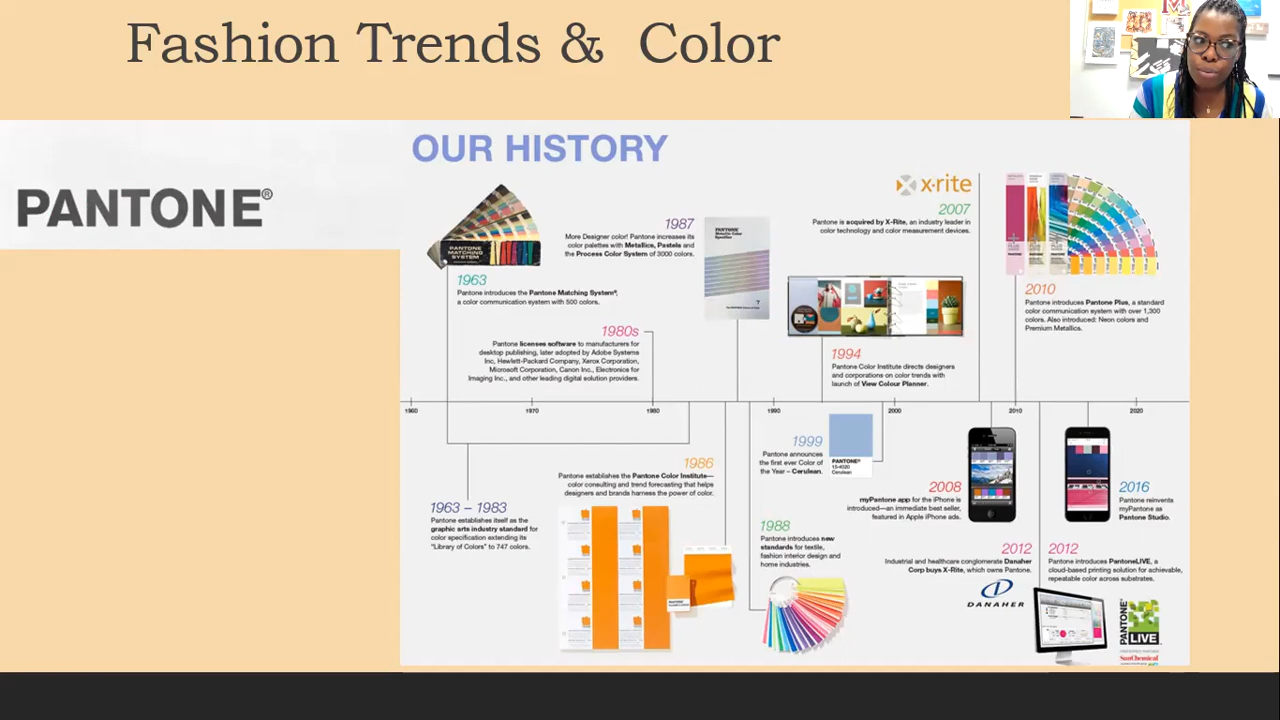 Fashion Trends & Color
PANTONE®
OUR HISTORY
PANTONE
MATCHING
SYSTEM
1963
Pantone introduces the Pantone Matching System®,
a color communication system with 500 colors.
1987
More Designer color! Pantone increases its
color palettes with Metallics, Pastels and
the Process Color System of 3000 colors.
x·rite
2007
Pantone is acquired by X-Rite, an industry leader in
color technology and color measurement devices.
2010
Pantone introduces Pantone Plus, a standard
color communication system with over 1,300
colors. Also introduced: Neon colors and
Premium Metallics.
1980s
Pantone licenses software to manufacturers for
desktop publishing, later adopted by Adobe Systems
Inc, Hewlett-Packard Company, Xerox Corporation,
Microsoft Corporation, Canon Inc., Electronics for
Imaging Inc., and other leading digital solution providers.
1994
Pantone Color Institute directs designers
and corporations on color trends with
launch of View Colour Planner.
1960
1970
1980
1990
2000
2010
2020
1963 – 1983
Pantone establishes itself as the
graphic arts industry standard for
color specification extending its
"Library of Colors" to 747 colors.
1986
Pantone establishes the Pantone Color Institute—
color consulting and trend forecasting that helps
designers and brands harness the power of color.
1999
Pantone announces
the first ever Color of
the Year – Cerulean.
PANTONE®
15-4020
Cerulean
1988
Pantone introduces new
standards for textile,
fashion interior design and
home industries.
2008
myPantone app for the iPhone is
introduced—an immediate best seller,
featured in Apple iPhone ads.
2016
Pantone reinvents
myPantone as
Pantone Studio.
2012
Industrial and healthcare conglomerate Danaher
Corp buys X-Rite, which owns Pantone.
DANAHER
2012
Pantone introduces PantoneLIVE, a
cloud-based printing solution for achievable,
repeatable color across substrates.
PANTONE
LIVE
SunChemical